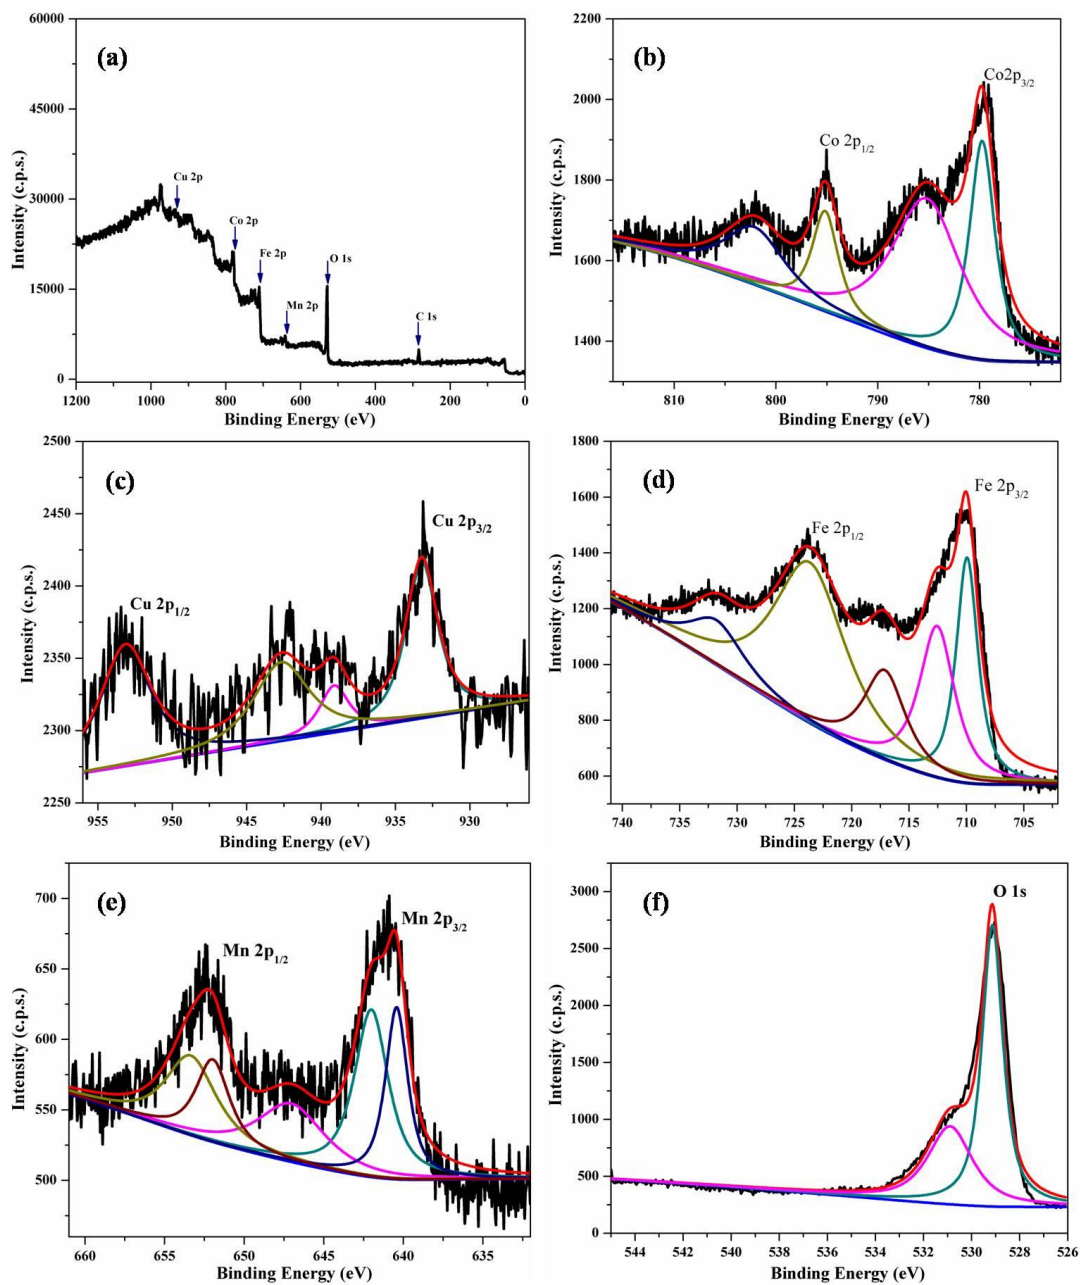 60000
(a)
45000
Intensity (c.p.s.)
30000
15000
0
Cu 2p
Co 2p
Fe 2p
Mn 2p
O 1s
C 1s
1200 1000 800 600 400 200 0
Binding Energy (eV)
2200
(b)
2000
Intensity (c.p.s.)
1800
1600
1400
Co 2p1/2
Co2p3/2
810 800 790 780
Binding Energy (eV)
2500
(c)
2450
Intensity (c.p.s.)
2400
2350
2300
2250
Cu 2p1/2
Cu 2p3/2
955 950 945 940 935 930
Binding Energy (eV)
1800
(d)
1600
Intensity (c.p.s.)
1400
1200
1000
800
600
Fe 2p1/2
Fe 2p3/2
740 735 730 725 720 715 710 705
Binding Energy (eV)
(e)
700
Intensity (c.p.s.)
650
600
550
500
Mn 2p1/2
Mn 2p3/2
660 655 650 645 640 635
Binding Energy (eV)
(f)
3000
Intensity (c.p.s.)
2500
2000
1500
1000
500
0
O 1s
544 542 540 538 536 534 532 530 528 526
Binding Energy (eV)